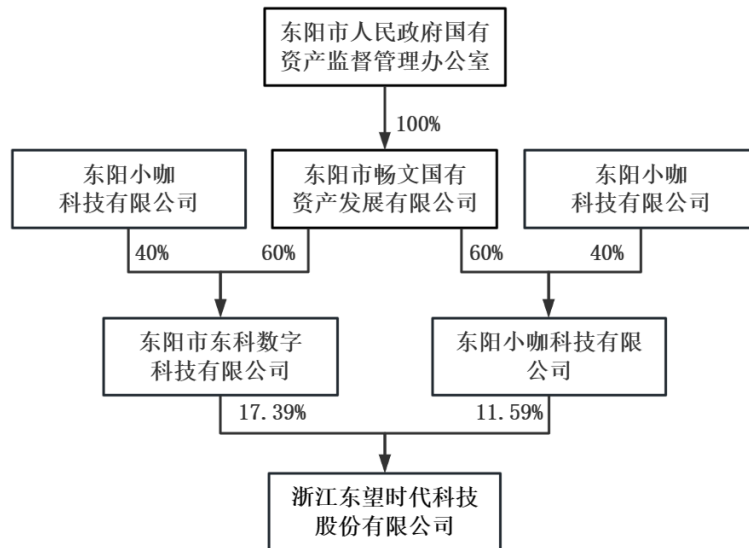 东阳市人民政府国有
资产监督管理办公室
100%
东阳小咖
科技有限公司
东阳市畅文国有
资产发展有限公司
东阳小咖
科技有限公司
40%
60%
60%
40%
东阳市东科数字
科技有限公司
东阳小咖科技有限
公司
17.39%
11.59%
浙江东望时代科技
股份有限公司